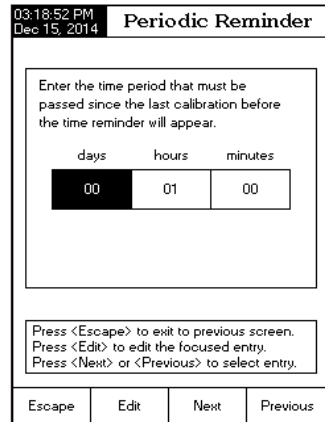 03:18:52 PM
Dec 15, 2014
Periodic Reminder
Enter the time period that must be
passed since the last calibration before
the time reminder will appear.
days hours minutes
00 01 00
Press <Escape> to exit to previous screen.
Press <Edit> to edit the focused entry.
Press <Next> or <Previous> to select entry.
Escape Edit Next Previous